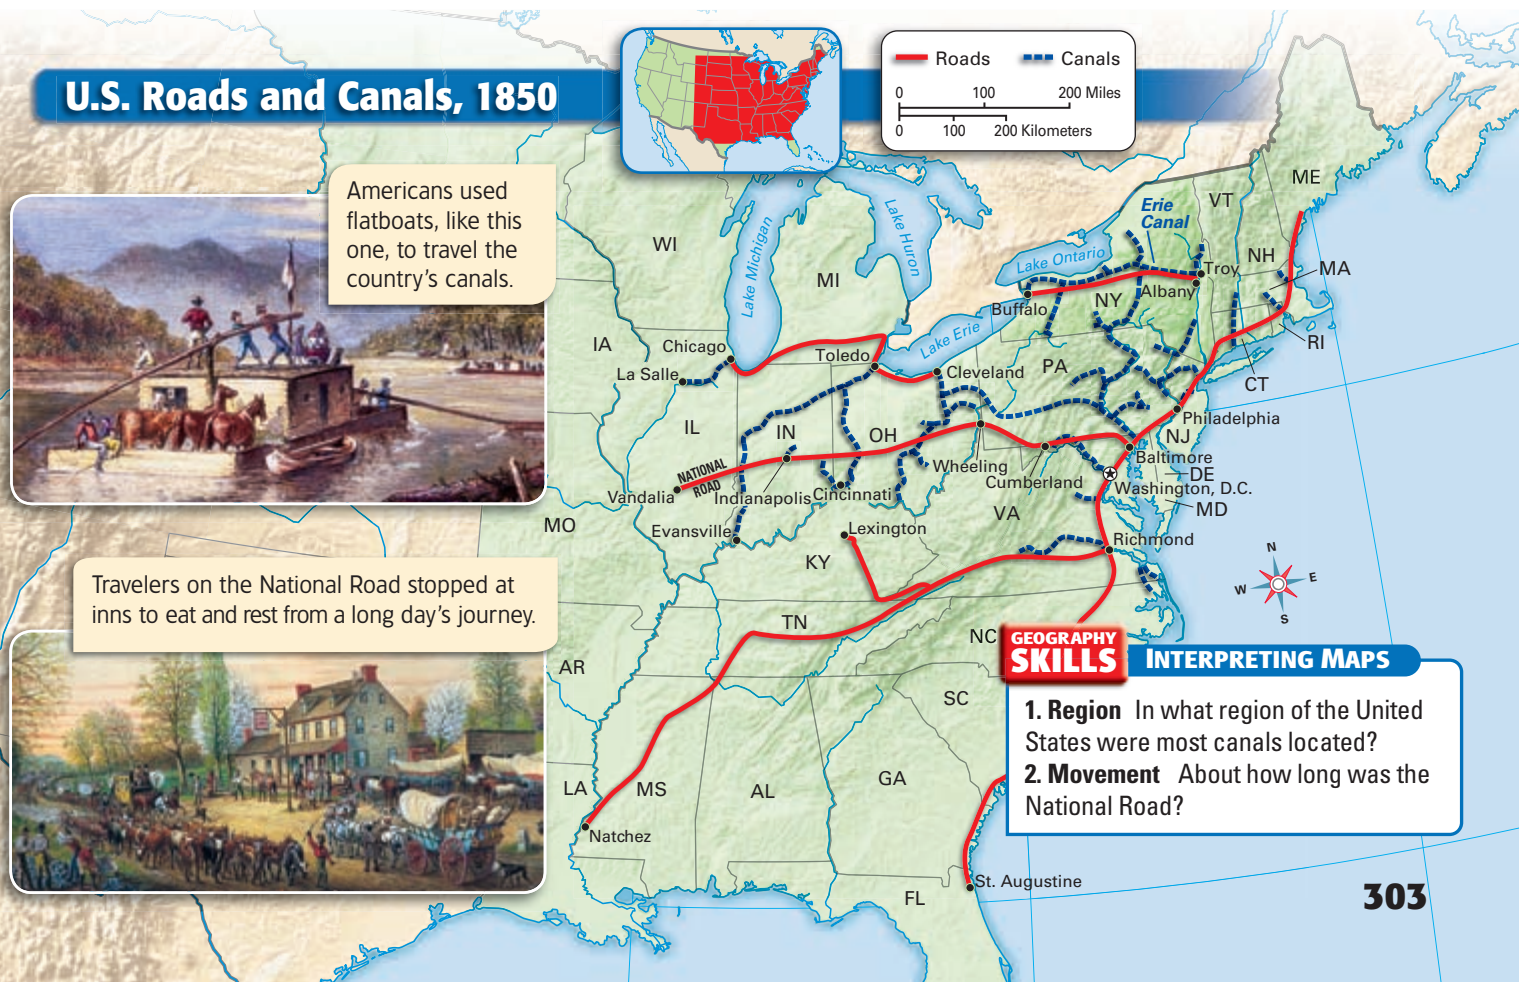 U.S. Roads and Canals, 1850
Roads
Canals
0 100 200 Miles
0 100 200 Kilometers
Americans used
flatboats, like this
one, to travel the
country's canals.
Travelers on the National Road stopped at
inns to eat and rest from a long day's journey.
ME
VT
Erie
Canal
NH
MA
Lake Ontario
Troy
Albany
NY
Buffalo
WI
Lake Michigan
MI
Lake Huron
Lake Erie
RI
CT
IA
Chicago
La Salle
Toledo
Cleveland
PA
Philadelphia
NJ
IL
IN
OH
Baltimore
Wheeling
Cumberland
DE
Washington, D.C.
MD
NATIONAL
ROAD
Vandalia
Indianapolis
Cincinnati
MO
Evansville
Lexington
VA
Richmond
KY
N
W E
S
TN
NC
AR
SC
LA
MS
AL
GA
Natchez
St. Augustine
FL
GEOGRAPHY
SKILLS
INTERPRETING MAPS
1. Region In what region of the United
States were most canals located?
2. Movement About how long was the
National Road?
303